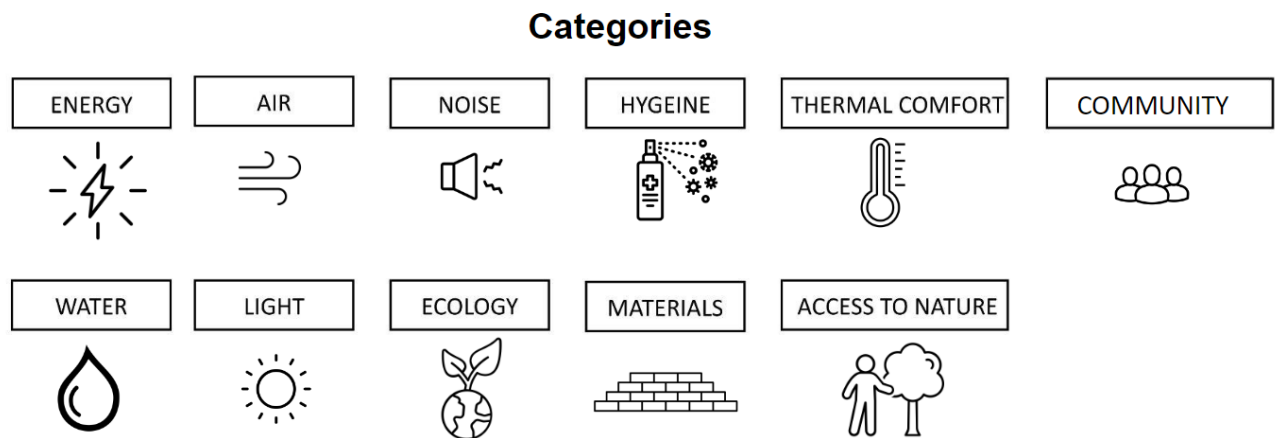 Categories
ENERGY
AIR
NOISE
HYGEINE
THERMAL COMFORT
COMMUNITY
WATER
LIGHT
ECOLOGY
MATERIALS
ACCESS TO NATURE